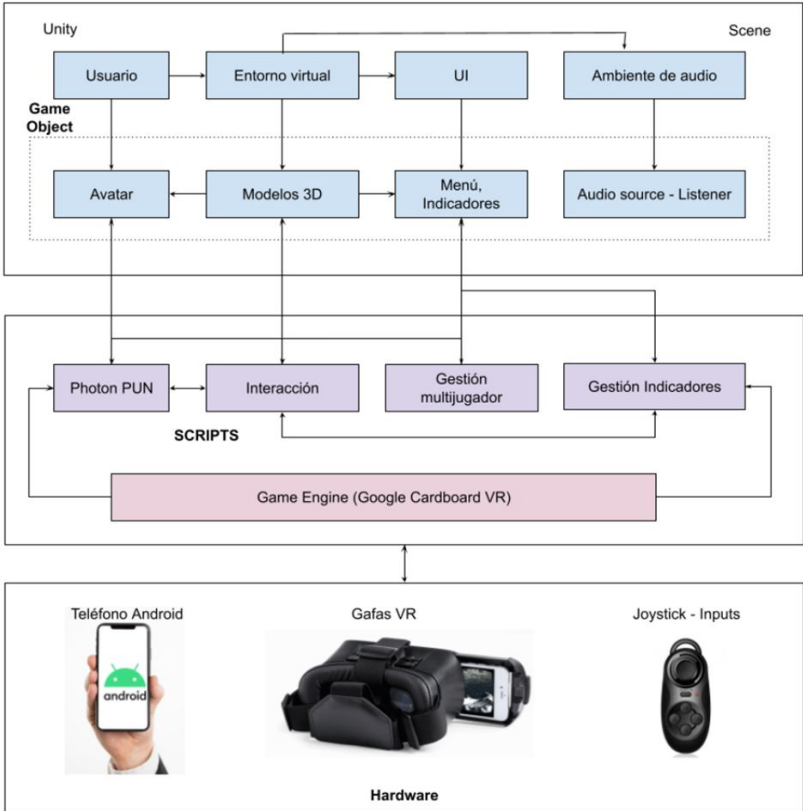 Unity
Scene
Usuario
Entorno virtual
UI
Ambiente de audio
Game
Object
Avatar
Modelos 3D
Menú,
Indicadores
Audio source - Listener
Photon PUN
Interacción
Gestión
multijugador
Gestión Indicadores
SCRIPTS
Game Engine (Google Cardboard VR)
Teléfono Android
Gafas VR
Joystick - Inputs
android
Hardware